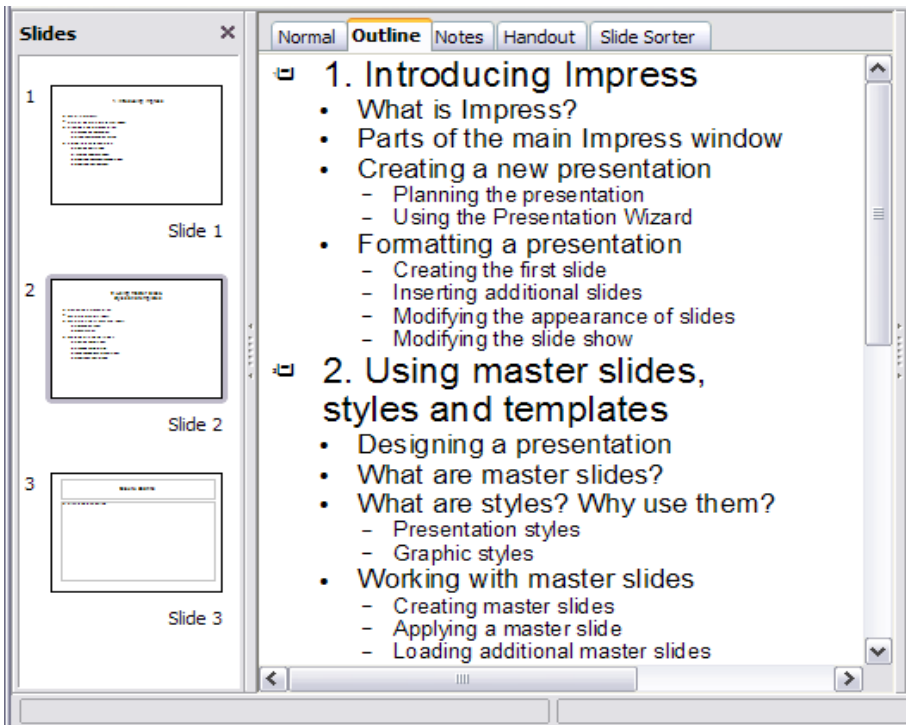 Slides
1
Slide 1
2
Slide 2
3
Slide 3
Normal Outline Notes Handout Slide Sorter
1. Introducing Impress
• What is Impress?
• Parts of the main Impress window
• Creating a new presentation
– Planning the presentation
– Using the Presentation Wizard
• Formatting a presentation
– Creating the first slide
– Inserting additional slides
– Modifying the appearance of slides
– Modifying the slide show
2. Using master slides,
styles and templates
• Designing a presentation
• What are master slides?
• What are styles? Why use them?
– Presentation styles
– Graphic styles
• Working with master slides
– Creating master slides
– Applying a master slide
– Loading additional master slides